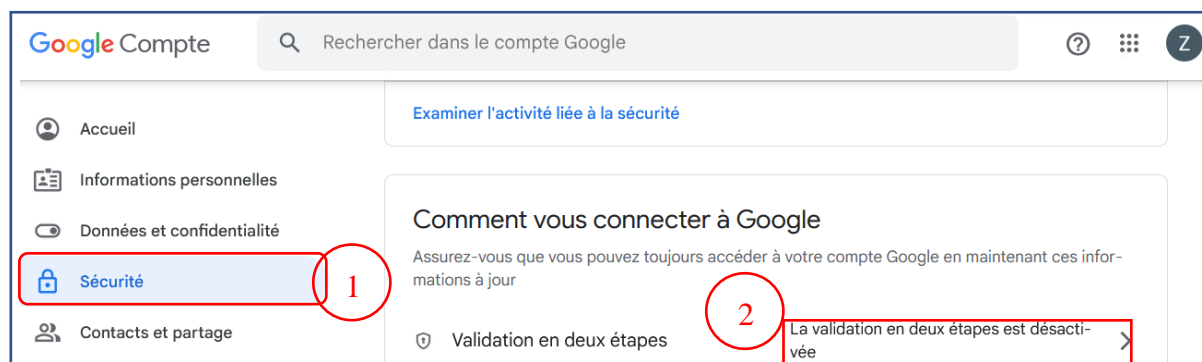 Google Compte
Rechercher dans le compte Google
Z
Examiner l'activité liée à la sécurité
Accueil
Informations personnelles
Données et confidentialité
Sécurité
1
Contacts et partage
Comment vous connecter à Google
Assurez-vous que vous pouvez toujours accéder à votre compte Google en maintenant ces infor-
mations à jour
2
Validation en deux étapes
La validation en deux étapes est désacti-
vée